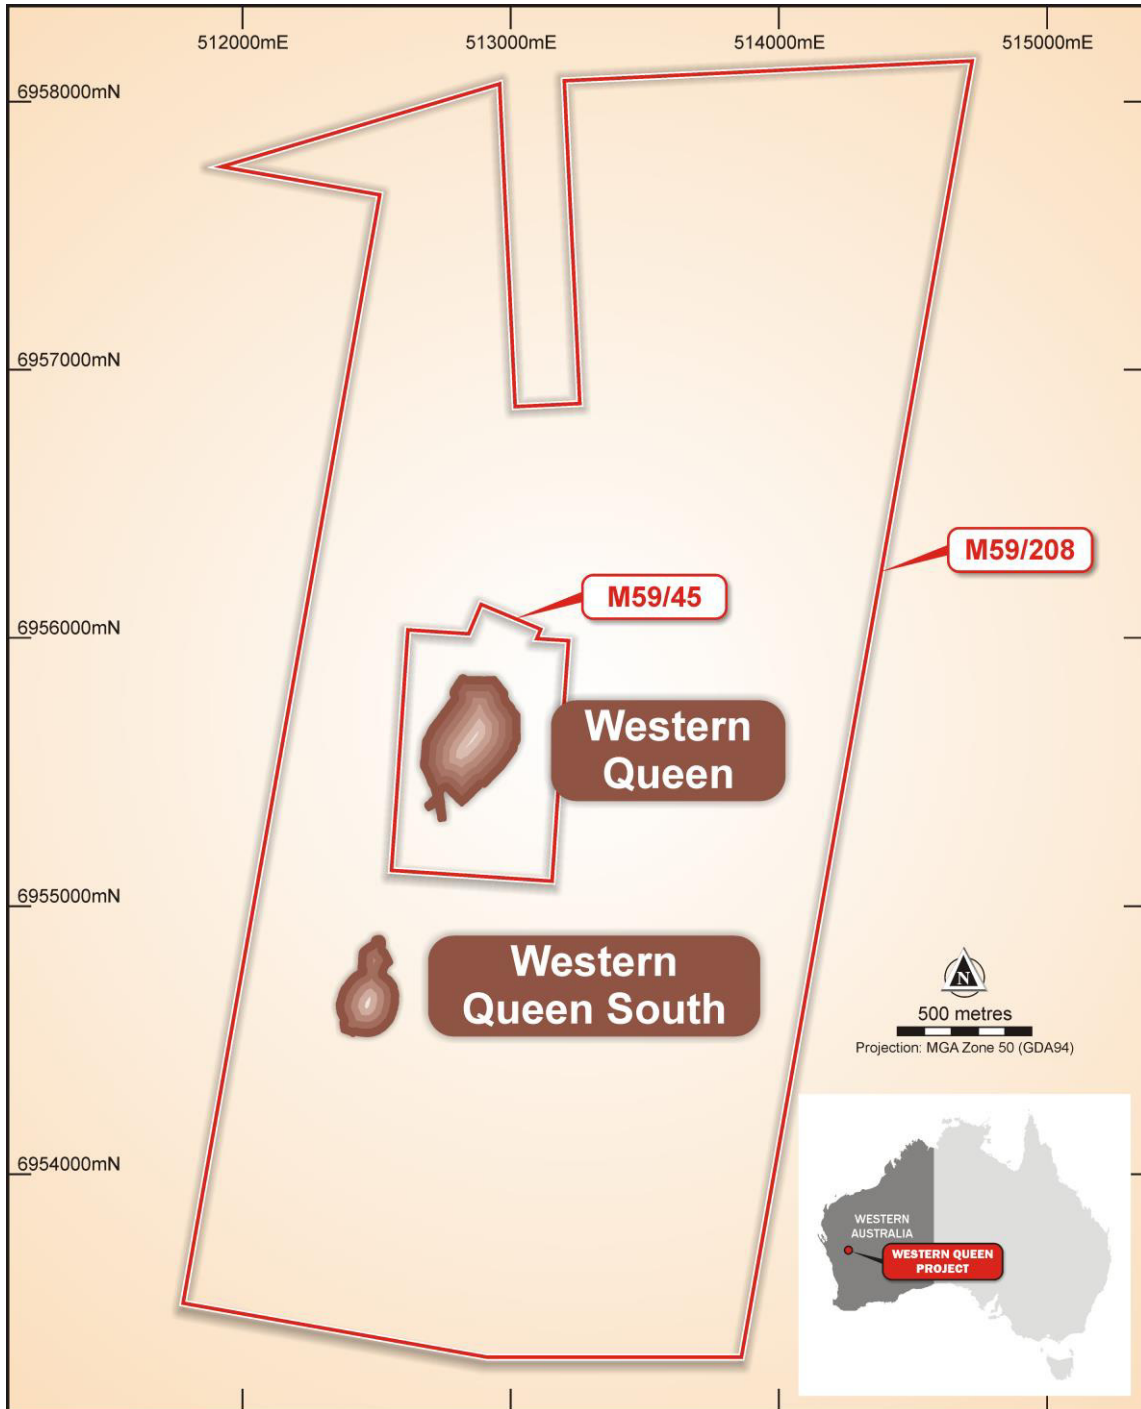 512000mE
513000mE
514000mE
515000mE
6958000mN
6957000mN
M59/208
M59/45
6956000mN
Western
Queen
6955000mN
Western
Queen South
N
500 metres
Projection: MGA Zone 50 (GDA94)
6954000mN
WESTERN
AUSTRALIA
WESTERN QUEEN
PROJECT